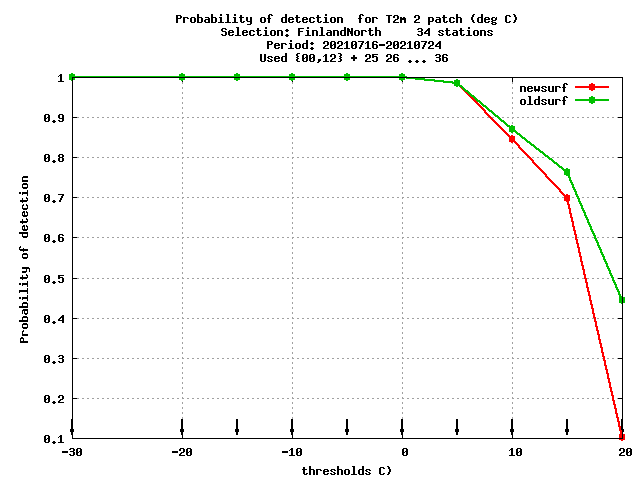 Probability of detection  for T2m 2 patch (deg C)
Selection: FinlandNorth     34 stations
Period: 20210716-20210724
Used {00,12} + 25 26 ... 36
newsurf
oldsurf
1
0.9
0.8
0.7
0.6
0.5
0.4
0.3
0.2
0.1
Probability of detection
-30 -20 -10 0 10 20
thresholds C)